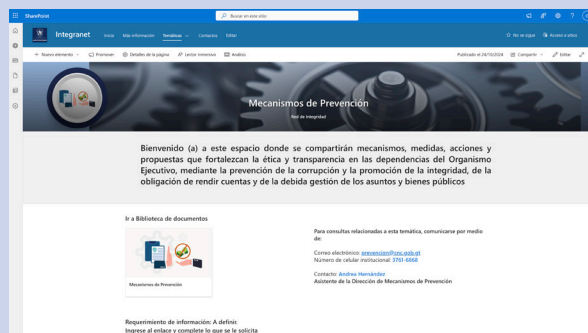 SharePoint
Buscar en este sitio
Integranet
Inicio Más información Temáticas Contactos Editar
No se sigue Acceso a sitios
Nuevo elemento Promover Detalles de la página Lector inmersivo Análisis
Publicado el 24/10/2024 Compartir Editar
Mecanismos de Prevención
Red de Integridad
Bienvenido (a) a este espacio donde se compartirán mecanismos, medidas, acciones y
propuestas que fortalezcan la ética y transparencia en las dependencias del Organismo
Ejecutivo, mediante la prevención de la corrupción y la promoción de la integridad, de la
obligación de rendir cuentas y de la debida gestión de los asuntos y bienes públicos
Ir a Biblioteca de documentos
Mecanismos de Prevención
Para consultas relacionadas a esta temática, comunicarse por medio
de:
Correo electrónico: prevencion@cnc.gob.gt
Número de celular institucional: 3761-6668
Contacto: Andrea Hernández
Asistente de la Dirección de Mecanismos de Prevención
Requerimiento de información: A definir.
Ingrese al enlace y complete lo que se le solicita